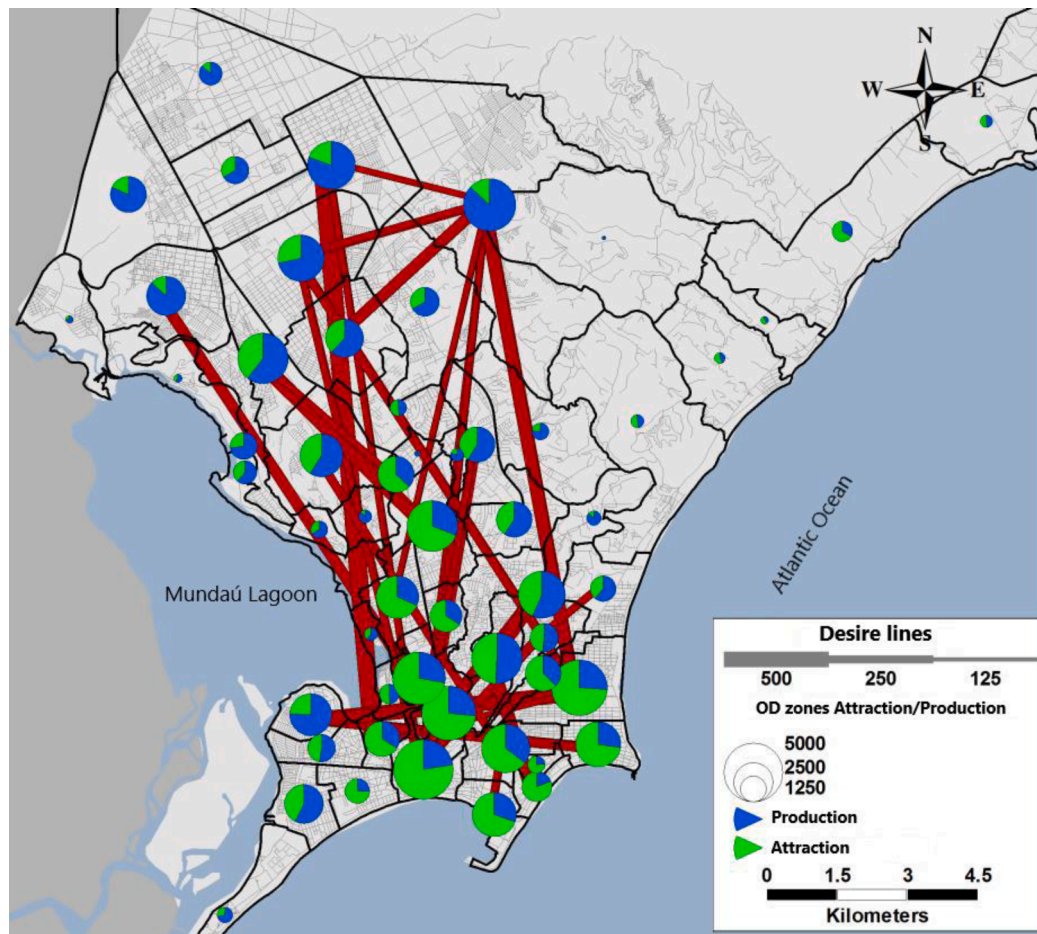 N
W E
S
Mundaú Lagoon
Atlantic Ocean
Desire lines
500 250 125
OD zones Attraction/Production
5000
2500
1250
Production
Attraction
0 1.5 3 4.5
Kilometers